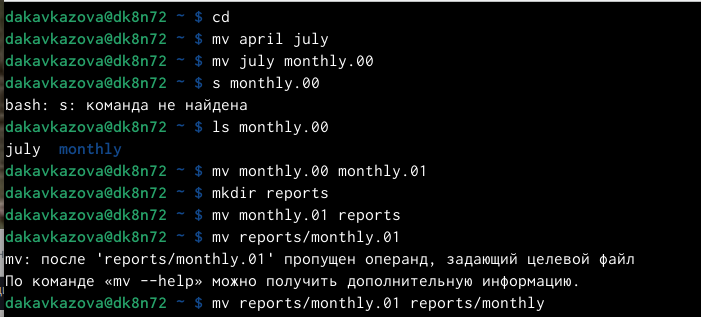 dakavkazova@dk8n72 ~ $ cd
dakavkazova@dk8n72 ~ $ mv april july
dakavkazova@dk8n72 ~ $ mv july monthly.00
dakavkazova@dk8n72 ~ $ s monthly.00
bash: s: команда не найдена
dakavkazova@dk8n72 ~ $ ls monthly.00
july  monthly
dakavkazova@dk8n72 ~ $ mv monthly.00 monthly.01
dakavkazova@dk8n72 ~ $ mkdir reports
dakavkazova@dk8n72 ~ $ mv monthly.01 reports
dakavkazova@dk8n72 ~ $ mv reports/monthly.01
mv: после 'reports/monthly.01' пропущен операнд, задающий целевой файл
По команде «mv --help» можно получить дополнительную информацию.
dakavkazova@dk8n72 ~ $ mv reports/monthly.01 reports/monthly